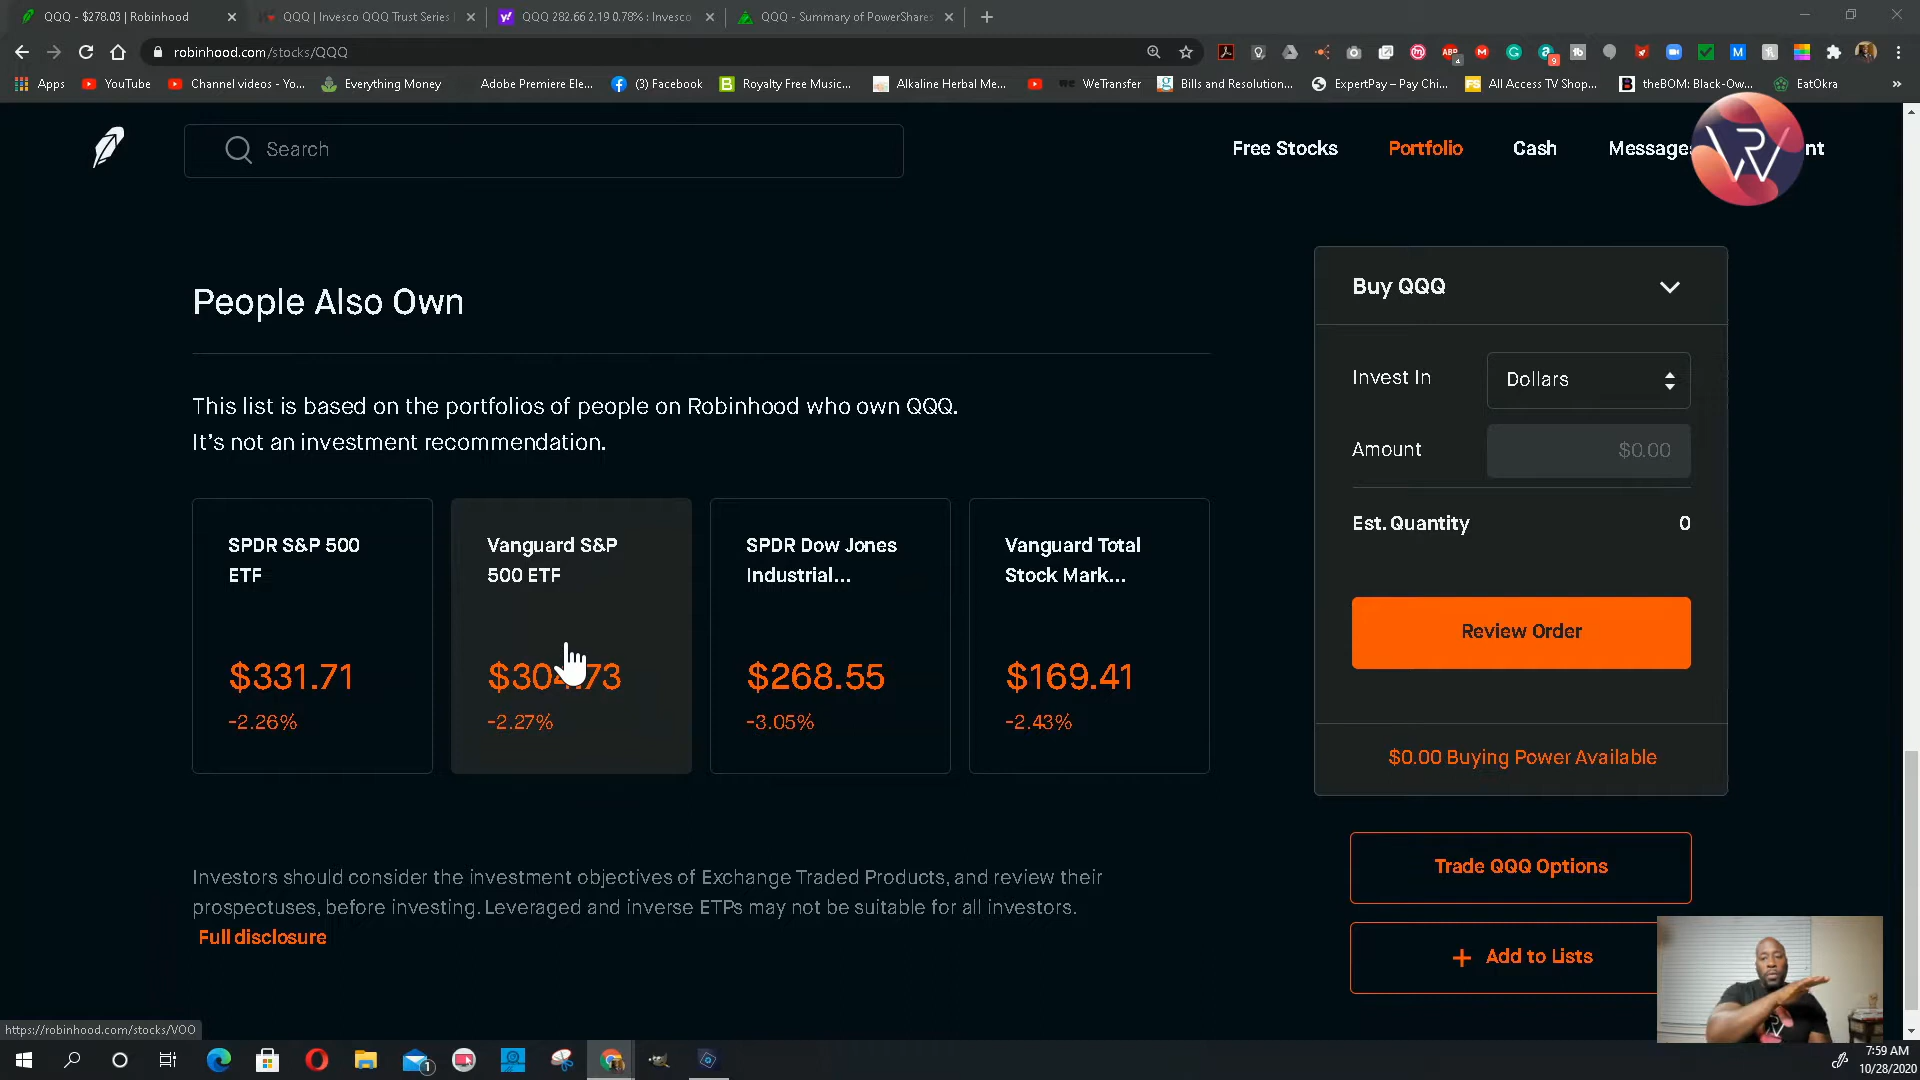 QQQ - $278.03 | Robinhood
QQQ | Invesco QQQ Trust Series
QQQ 282.66 2.19 0.78% : Invesco
QQQ - Summary of PowerShares
robinhood.com/stocks/QQQ
Apps
YouTube
Channel videos - Yo...
Everything Money
Adobe Premiere Ele...
(3) Facebook
Royalty Free Music...
Alkaline Herbal Me...
WeTransfer
Bills and Resolution...
ExpertPay – Pay Chi...
All Access TV Shop...
theBOM: Black-Ow...
EatOkra
Search
Free Stocks
Portfolio
Cash
Messages
nt
People Also Own
This list is based on the portfolios of people on Robinhood who own QQQ.
It's not an investment recommendation.
SPDR S&P 500
ETF
$331.71
-2.26%
Vanguard S&P
500 ETF
$304.73
-2.27%
SPDR Dow Jones
Industrial...
$268.55
-3.05%
Vanguard Total
Stock Mark...
$169.41
-2.43%
Buy QQQ
Invest In
Dollars
Amount
$0.00
Est. Quantity
0
Review Order
$0.00 Buying Power Available
Trade QQQ Options
+ Add to Lists
Investors should consider the investment objectives of Exchange Traded Products, and review their
prospectuses, before investing. Leveraged and inverse ETPs may not be suitable for all investors.
Full disclosure
https://robinhood.com/stocks/VOO
7:59 AM
10/28/2020